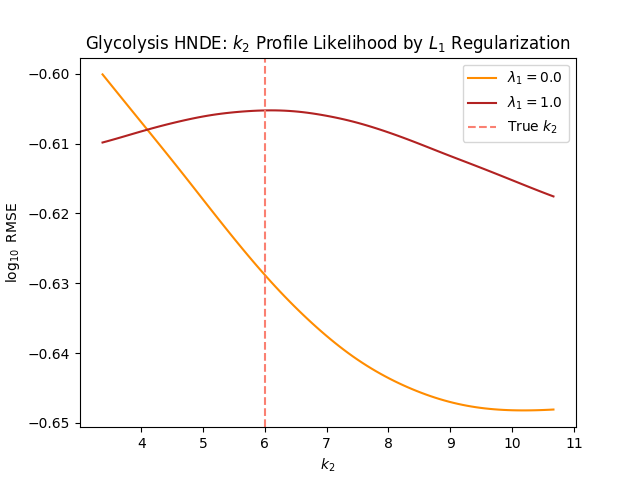 Glycolysis HNDE: k₂ Profile Likelihood by L₁ Regularization
−0.60
−0.61
−0.62
−0.63
−0.64
−0.65
log₁₀ RMSE
λ₁ = 0.0
λ₁ = 1.0
True k₂
4 5 6 7 8 9 10 11
k₂